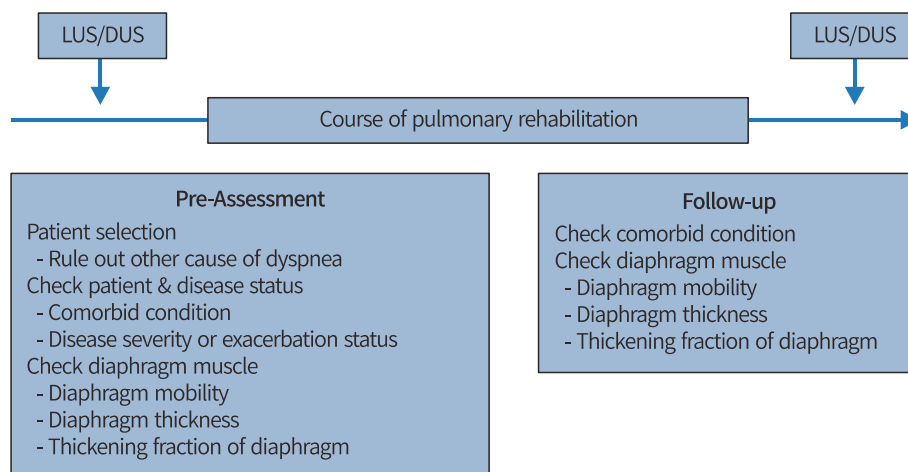 LUS/DUS
LUS/DUS
Course of pulmonary rehabilitation
Pre-Assessment
Patient selection
- Rule out other cause of dyspnea
Check patient & disease status
- Comorbid condition
- Disease severity or exacerbation status
Check diaphragm muscle
- Diaphragm mobility
- Diaphragm thickness
- Thickening fraction of diaphragm
Follow-up
Check comorbid condition
Check diaphragm muscle
- Diaphragm mobility
- Diaphragm thickness
- Thickening fraction of diaphragm